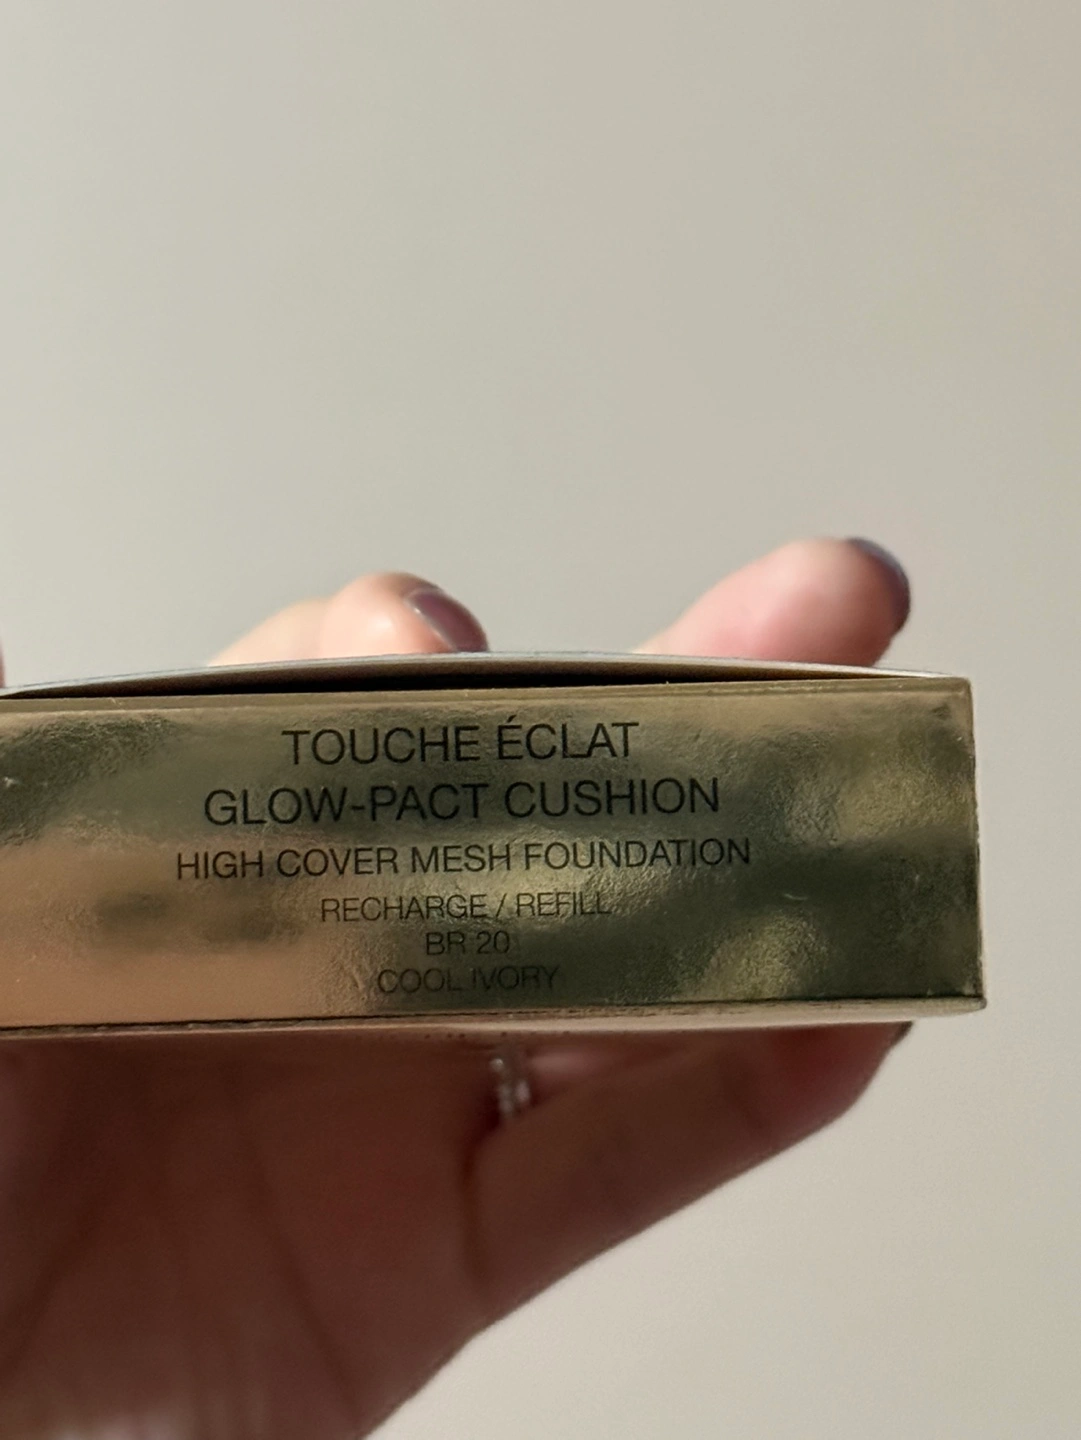 TOUCHE ÉCLAT
GLOW-PACT CUSHION
HIGH COVER MESH FOUNDATION
RECHARGE / REFILL
BR 20
COOL IVORY